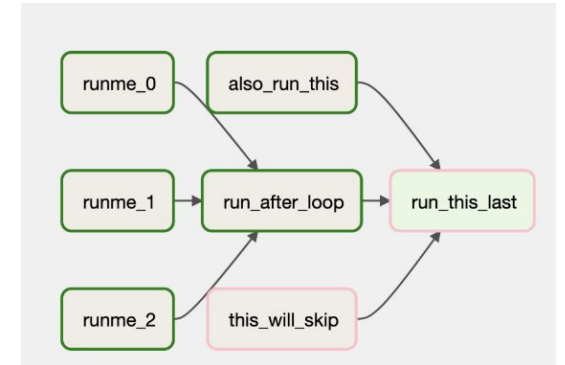 runme_0
also_run_this
runme_1
run_after_loop
run_this_last
runme_2
this_will_skip